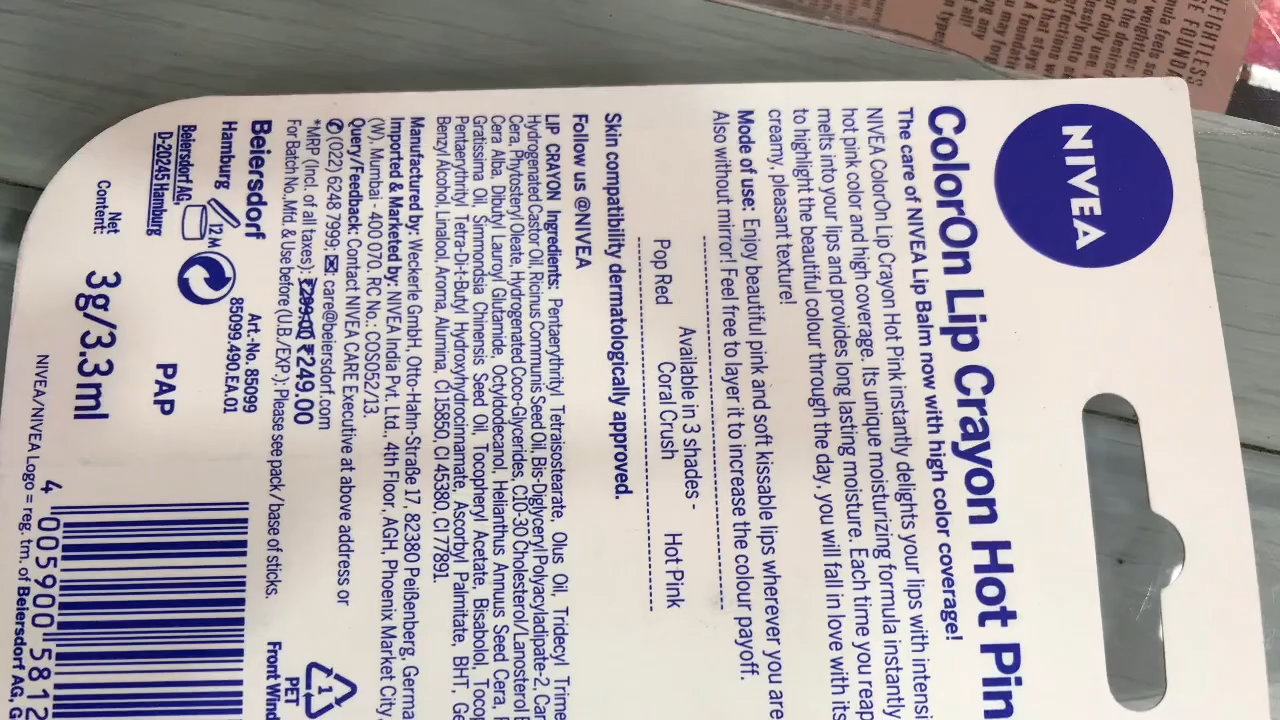 NIVEA
ColorOn Lip Crayon Hot Pin
The care of NIVEA Lip Balm now with high color coverage!
NIVEA ColorOn Lip Crayon Hot Pink instantly delights your lips with intensi
hot pink color and high coverage. Its unique moisturizing formula instantly
melts into your lips and provides long lasting moisture. Each time you reap
to highlight the beautiful colour through the day, you will fall in love with its
creamy, pleasant texture!
Mode of use: Enjoy beautiful pink and soft kissable lips wherever you are
Also without mirror! Feel free to layer it to increase the colour payoff.
Available in 3 shades -
Pop Red Coral Crush Hot Pink
Skin compatibility dermatologically approved.
Follow us @NIVEA
LIP CRAYON Ingredients: Pentaerythrityl Tetraisostearate, Olus Oil, Tridecyl Trime
Hydrogenated Castor Oil, Ricinus Communis Seed Oil, Bis-Diglyceryl Polyacyladipate-2, Can
Cera, Phytosteryl Oleate, Hydrogenated Coco-Glycerides, C10-30 Cholesterol/Lanosterol E
Cera Alba, Dibutyl Lauroyl Glutamide, Octyldodecanol, Helianthus Annuus Seed Cera,
Gratissima Oil, Simmondsia Chinensis Seed Oil, Tocopheryl Acetate, Bisabolol, Tocop
Pentaerythrityl Tetra-Di-t-Butyl Hydroxyhydrocinnamate, Ascorbyl Palmitate, BHT, Ge
Benzyl Alcohol, Linalool, Aroma, Alumina, CI 15850, CI 45380, CI 77891
Manufactured by: Weckerle GmbH, Otto-Hahn-Straße 17, 82380 Peißenberg, Germa
Imported & Marketed by: NIVEA India Pvt. Ltd., 4th Floor, AGH, Phoenix Market City,
(W), Mumbai - 400 070. RC No.: COS052/13.
Query/Feedback: Contact NIVEA CARE Executive at above address or
✆ (022) 6248 7999; ✉ care@beiersdorf.com
*MRP (Incl. of all taxes): ₹299.00 ₹249.00
For Batch No.,Mfd. & Use before (U.B./EXP.): Please see pack/base of sticks.
Beiersdorf
Hamburg
Beiersdorf AG,
D-20245 Hamburg
12M
Art.-No. 85099
85099.490.EA.01
PAP
Net
Content:
3g/3.3ml
1
PET
Front Wind
4 005900 5812
NIVEA/NIVEA Logo = reg. tm. of Beiersdorf AG, G